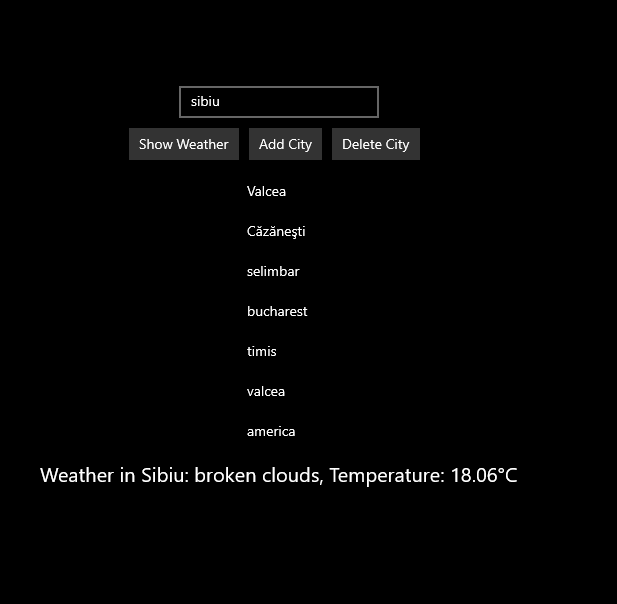 sibiu
Show Weather Add City Delete City
Valcea
Căzănești
selimbar
bucharest
timis
valcea
america
Weather in Sibiu: broken clouds, Temperature: 18.06°C